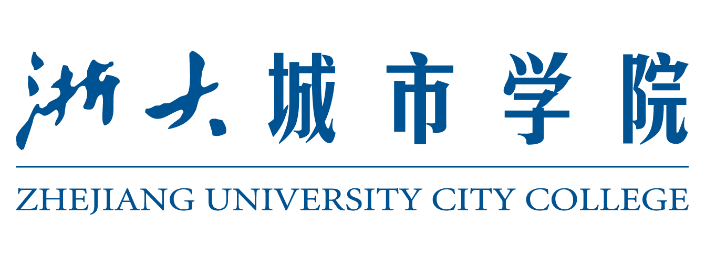 浙大城市学院
ZHEJIANG UNIVERSITY CITY COLLEGE